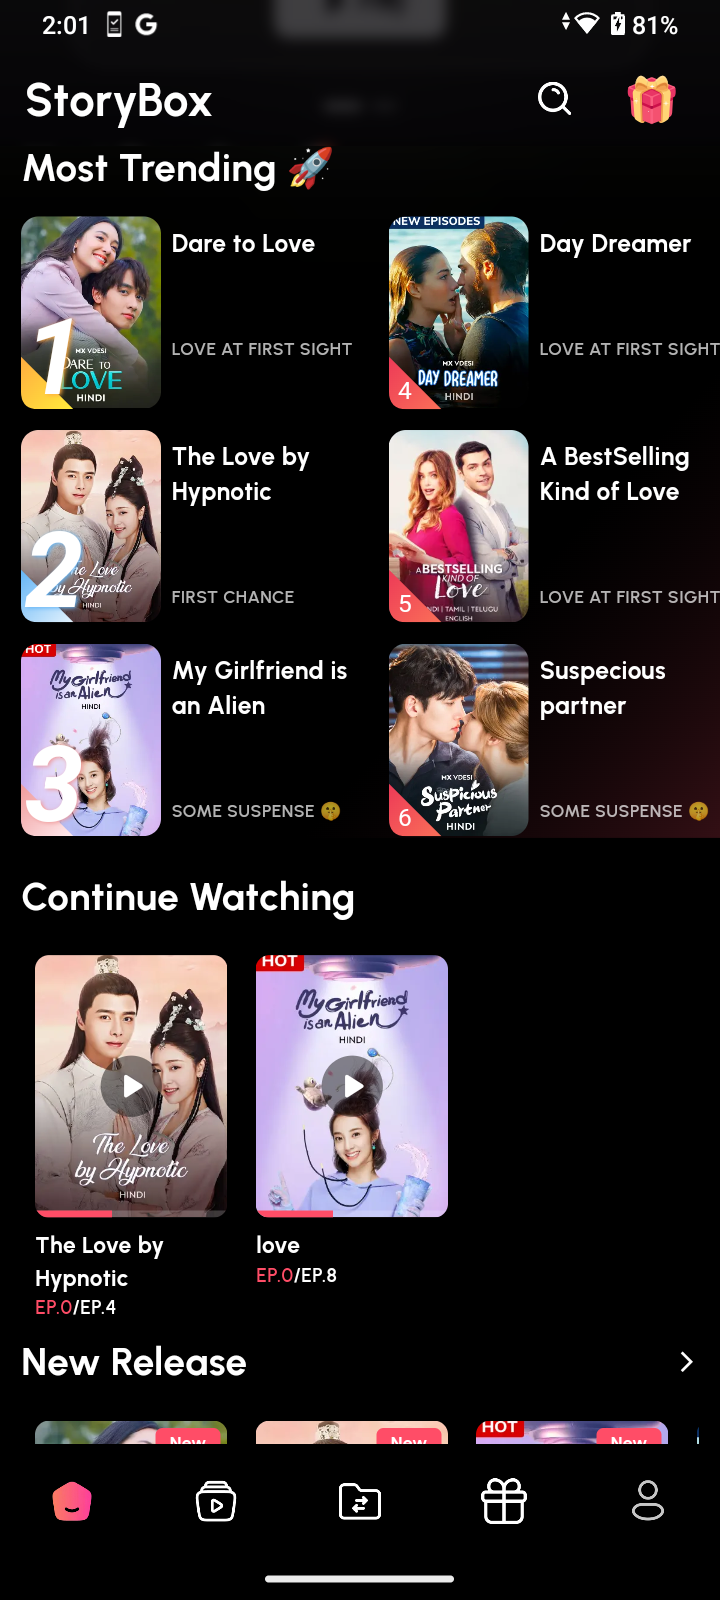 2:01
81%
StoryBox
Most Trending 🚀
1
MX VDESI
DARE TO
LOVE
HINDI
Dare to Love
LOVE AT FIRST SIGHT
NEW EPISODES
4
MX VDESI
DAY DREAMER
HINDI
Day Dreamer
LOVE AT FIRST SIGHT
2
The Love
by Hypnotic
HINDI
The Love by
Hypnotic
FIRST CHANCE
5
A BESTSELLING
KIND OF
Love
HINDI | TAMIL | TELUGU
ENGLISH
A BestSelling
Kind of Love
LOVE AT FIRST SIGHT
HOT
3
My Girlfriend
is an Alien
HINDI
My Girlfriend is
an Alien
SOME SUSPENSE 🤫
6
MX VDESI
Suspicious
Partner
HINDI
Suspecious
partner
SOME SUSPENSE 🤫
Continue Watching
The Love
by Hypnotic
HINDI
The Love by
Hypnotic
EP.0/EP.4
HOT
My Girlfriend
is an Alien
HINDI
love
EP.0/EP.8
New Release
New
New
HOT
New